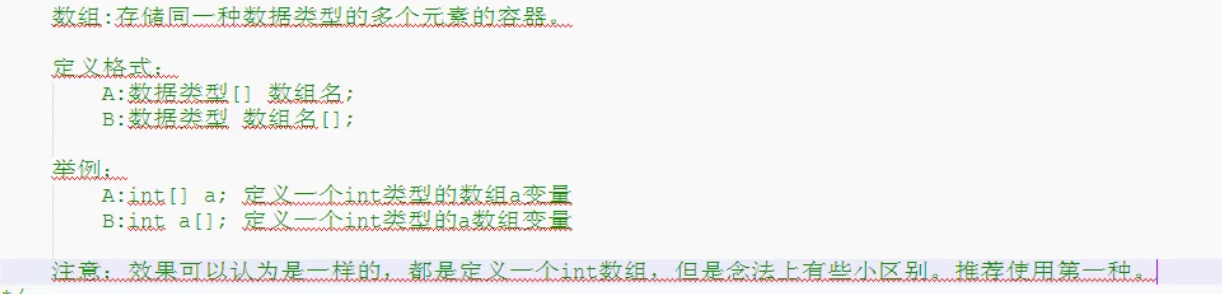 数组:存储同一种数据类型的多个元素的容器。
定义格式：
A:数据类型[] 数组名;
B:数据类型 数组名[];
举例：
A:int[] a; 定义一个int类型的数组a变量
B:int a[]; 定义一个int类型的a数组变量
注意：效果可以认为是一样的，都是定义一个int数组，但是念法上有些小区别。推荐使用第一种。
*/